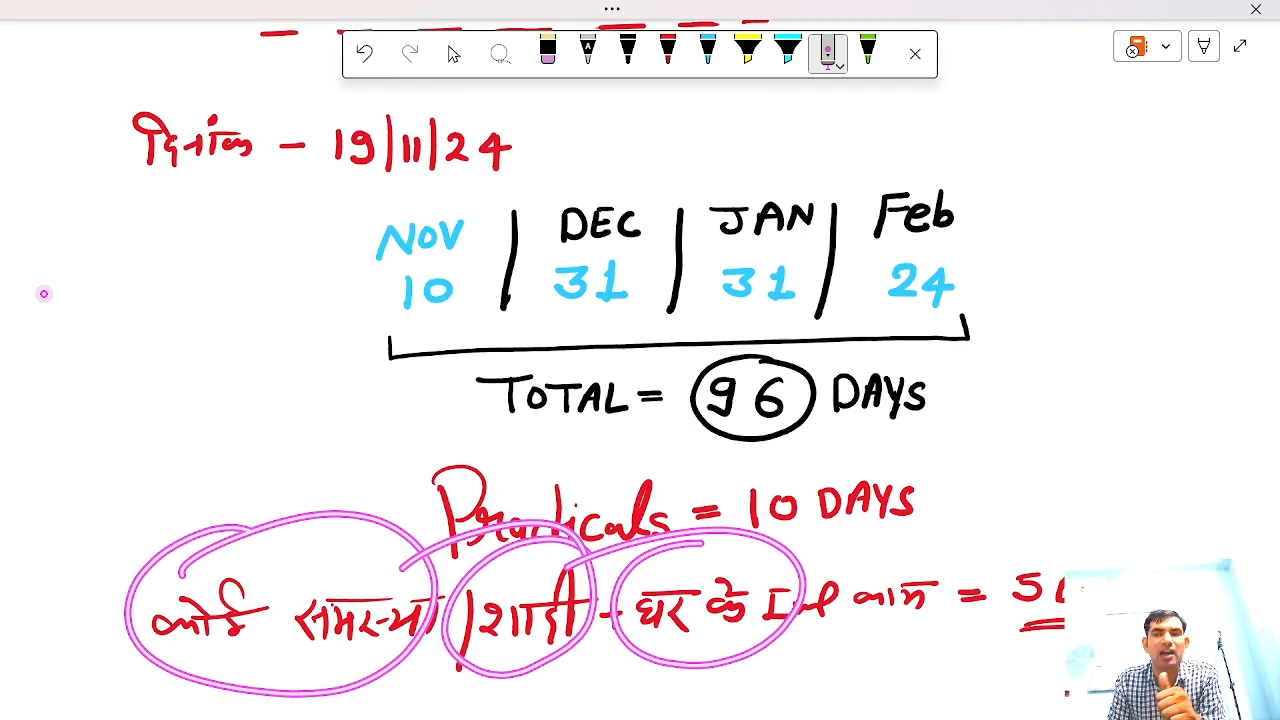 दिनांक - 19/11/24
NOV | DEC | JAN | Feb
10 31 31 24
TOTAL = 96 DAYS
Practicals = 10 DAYS
कोई समस्या / शादी - घर के Imp काम = 5